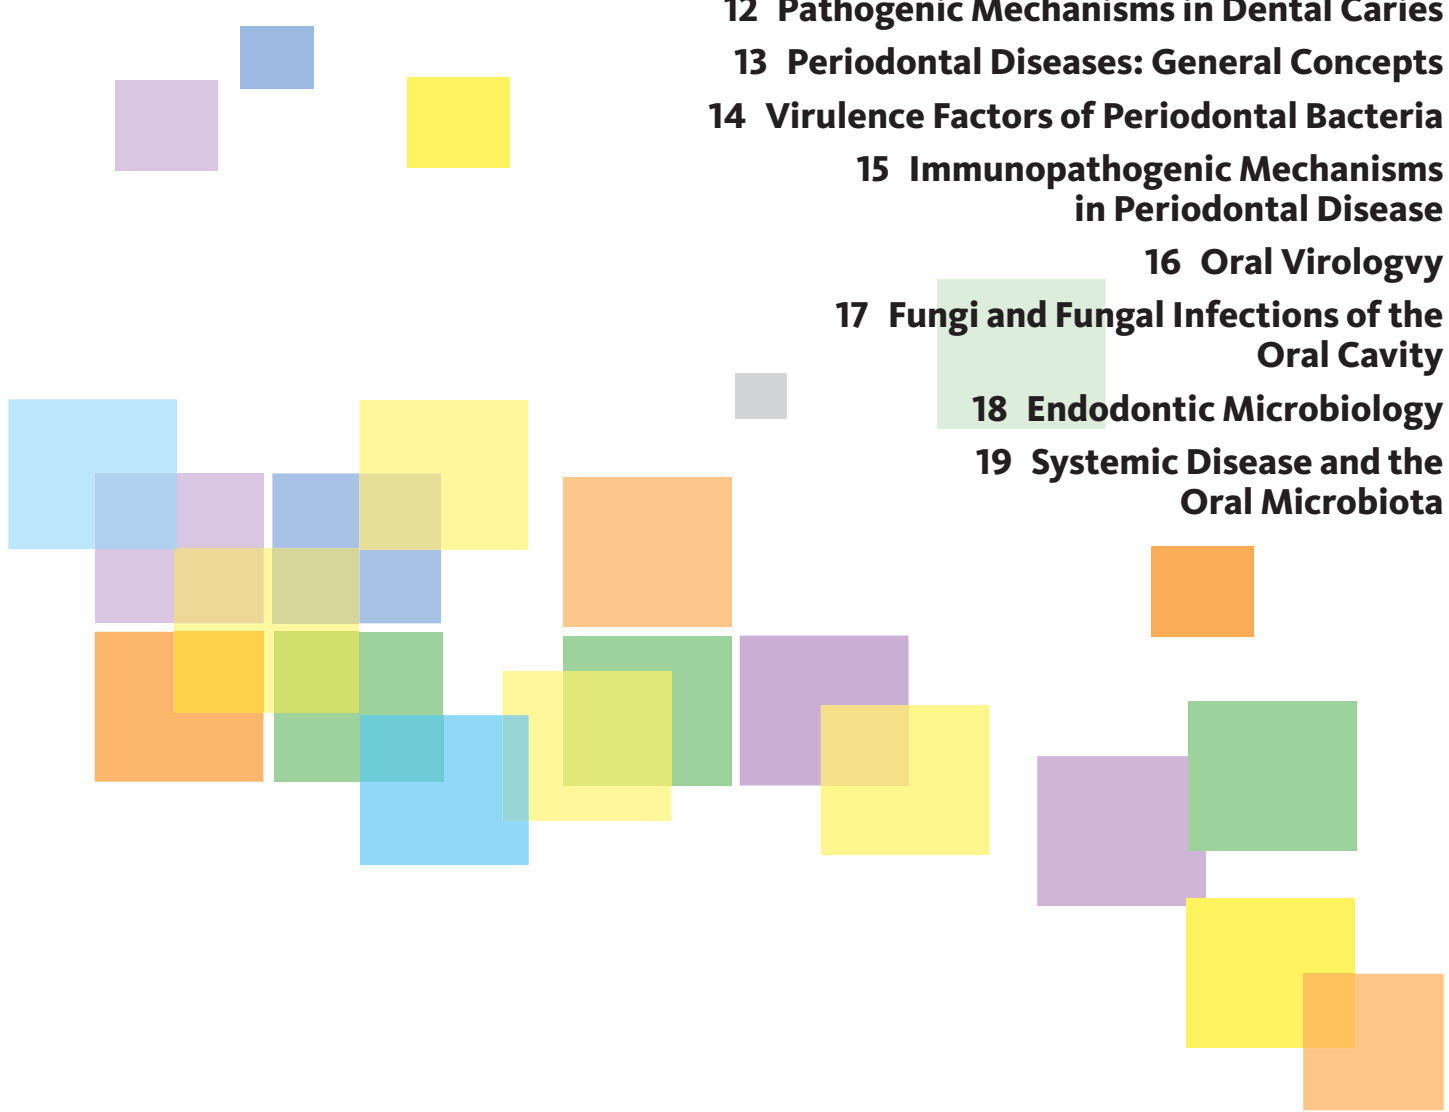 12 Pathogenic Mechanisms in Dental Caries
13 Periodontal Diseases: General Concepts
14 Virulence Factors of Periodontal Bacteria
15 Immunopathogenic Mechanisms
in Periodontal Disease
16 Oral Virologvy
17 Fungi and Fungal Infections of the
Oral Cavity
18 Endodontic Microbiology
19 Systemic Disease and the
Oral Microbiota